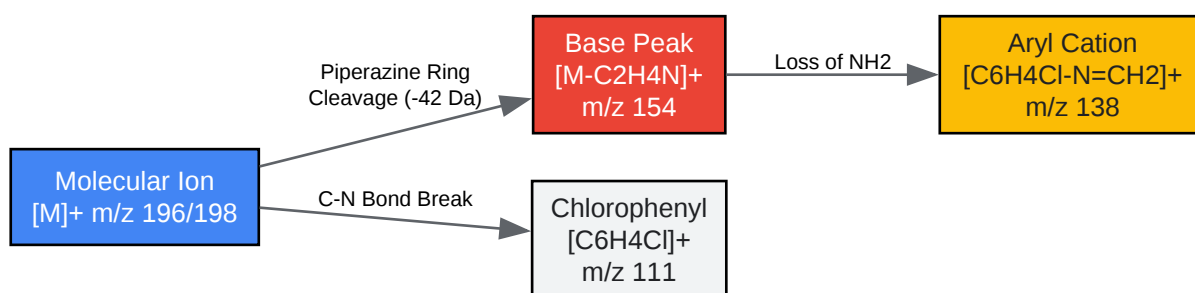 Molecular Ion
[M]+ m/z 196/198
Piperazine Ring
Cleavage (-42 Da)
Base Peak
[M-C2H4N]+
m/z 154
Loss of NH2
Aryl Cation
[C6H4Cl-N=CH2]+
m/z 138
C-N Bond Break
Chlorophenyl
[C6H4Cl]+
m/z 111